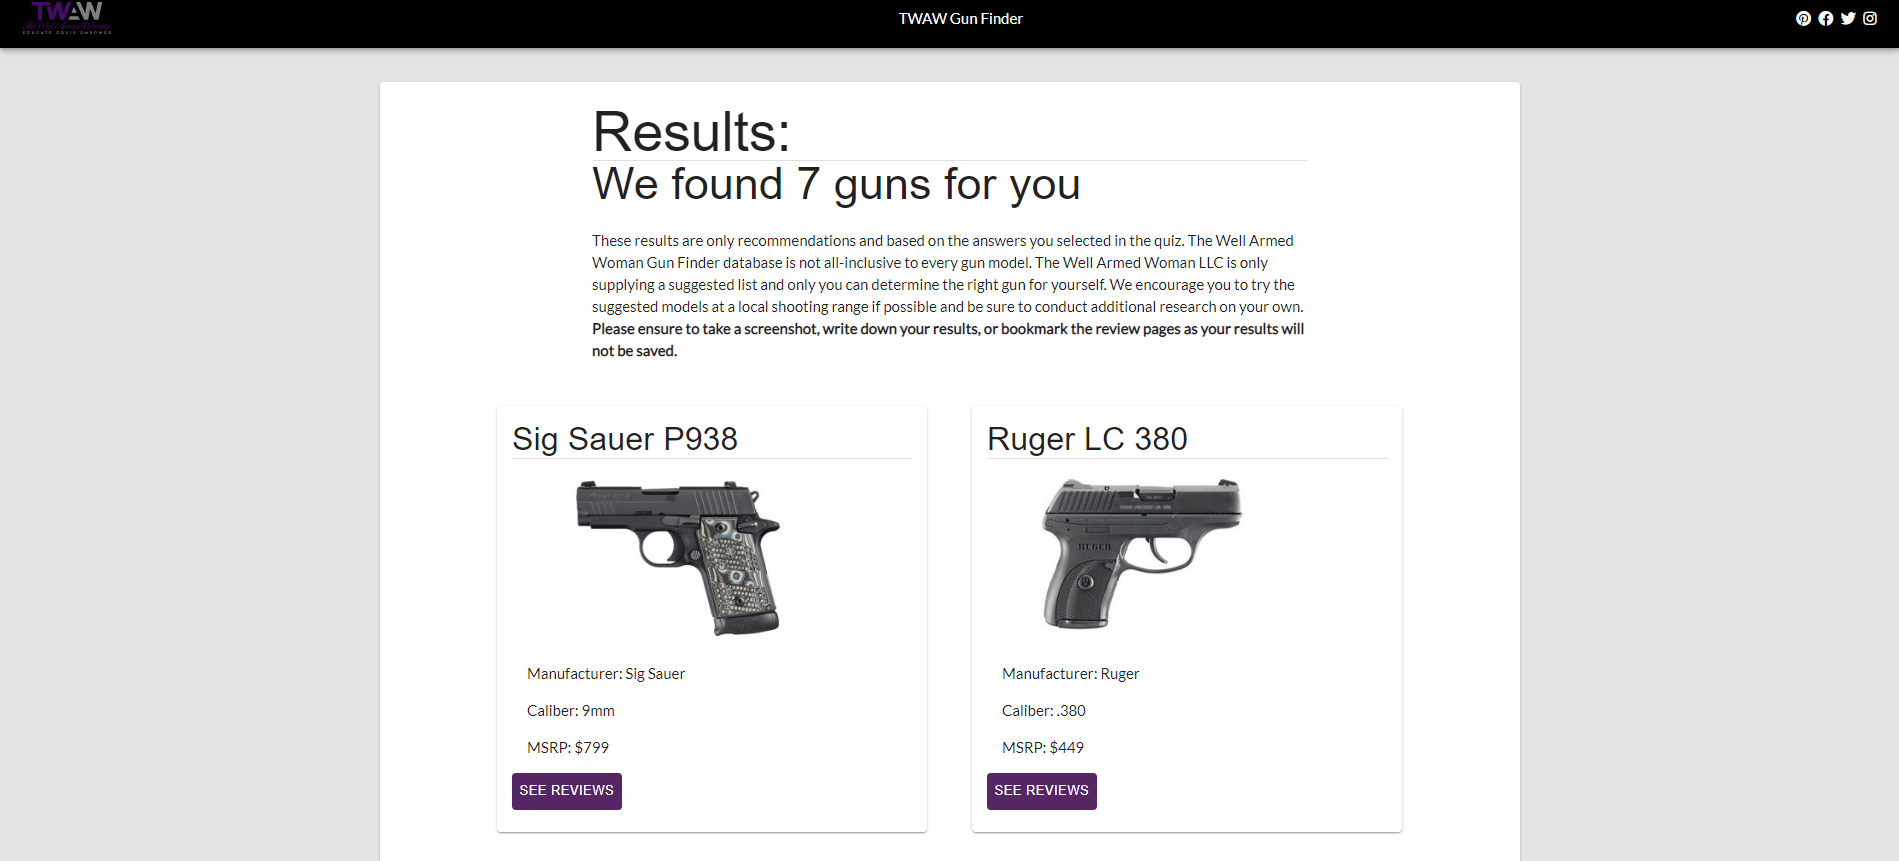 TWAW
The Well Armed Woman
EDUCATE EQUIP EMPOWER
TWAW Gun Finder
Results:
We found 7 guns for you
These results are only recommendations and based on the answers you selected in the quiz. The Well Armed
Woman Gun Finder database is not all-inclusive to every gun model. The Well Armed Woman LLC is only
supplying a suggested list and only you can determine the right gun for yourself. We encourage you to try the
suggested models at a local shooting range if possible and be sure to conduct additional research on your own.
Please ensure to take a screenshot, write down your results, or bookmark the review pages as your results will
not be saved.
Sig Sauer P938
Manufacturer: Sig Sauer
Caliber: 9mm
MSRP: $799
SEE REVIEWS
Ruger LC 380
RUGER
Manufacturer: Ruger
Caliber: .380
MSRP: $449
SEE REVIEWS